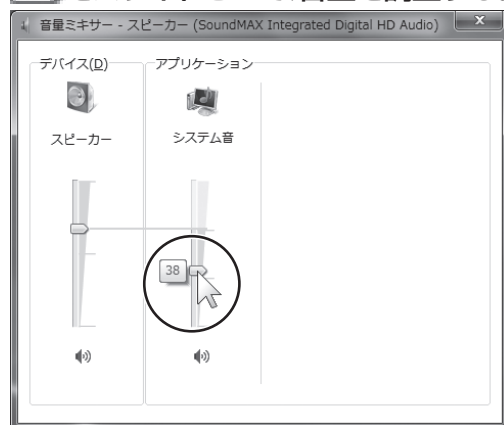 音量ミキサー - スピーカー (SoundMAX Integrated Digital HD Audio)
デバイス(D)
アプリケーション
スピーカー
システム音
38